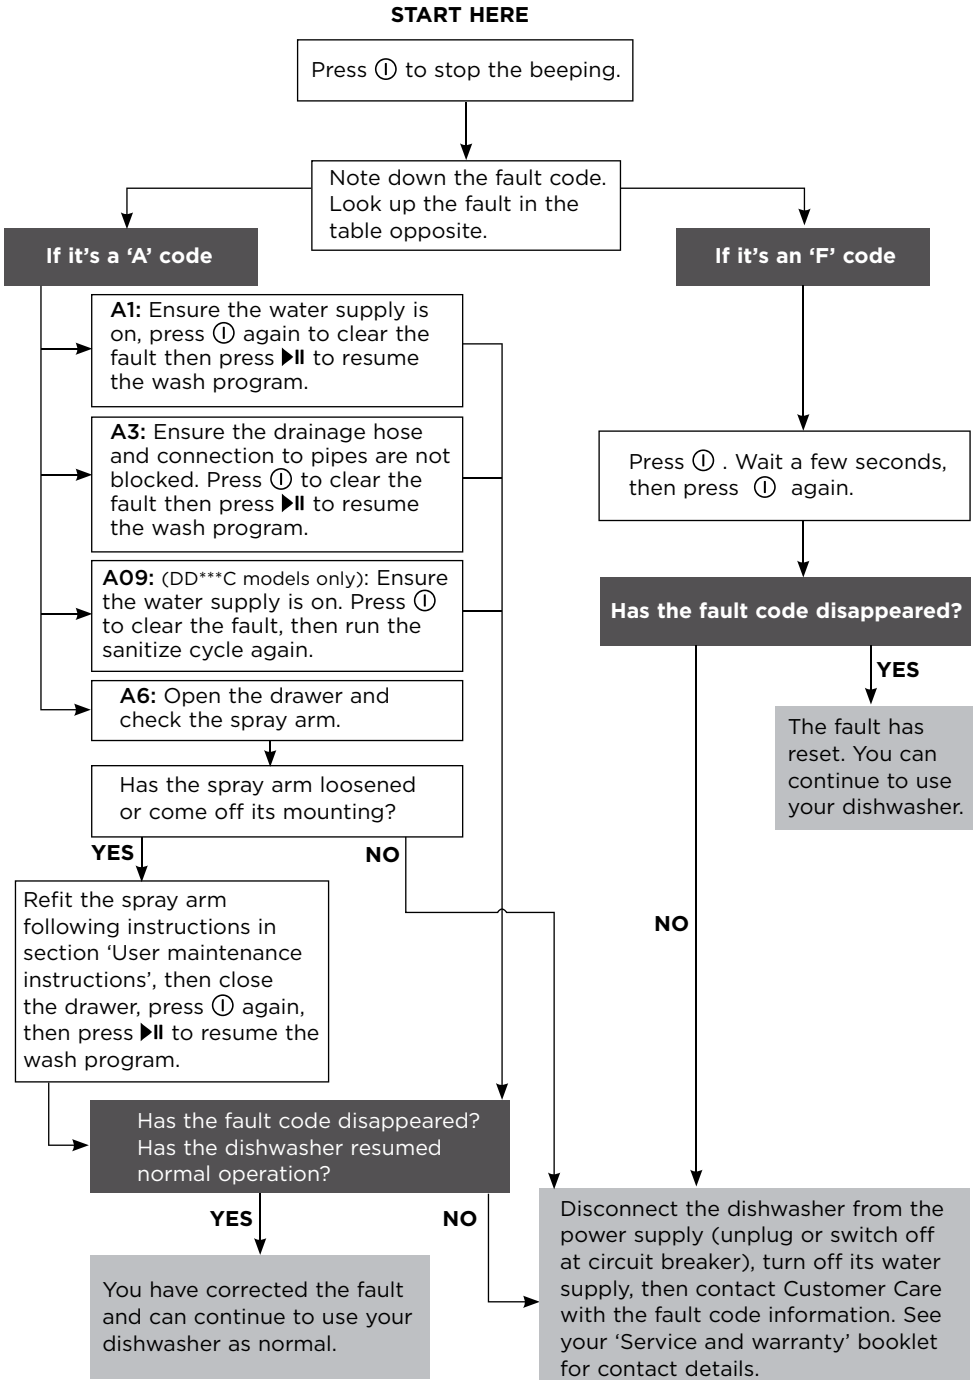 START HERE
Press Ⓘ to stop the beeping.
Note down the fault code.
Look up the fault in the
table opposite.
If it's a ‘A’ code
If it's an ‘F’ code
A1: Ensure the water supply is
on, press Ⓘ again to clear the
fault then press ▶II to resume
the wash program.
A3: Ensure the drainage hose
and connection to pipes are not
blocked. Press Ⓘ to clear the
fault then press ▶II to resume
the wash program.
A09: (DD***C models only): Ensure
the water supply is on. Press Ⓘ
to clear the fault, then run the
sanitize cycle again.
A6: Open the drawer and
check the spray arm.
Has the spray arm loosened
or come off its mounting?
YES
NO
Refit the spray arm
following instructions in
section ‘User maintenance
instructions’, then close
the drawer, press Ⓘ again,
then press ▶II to resume the
wash program.
Has the fault code disappeared?
Has the dishwasher resumed
normal operation?
YES
NO
You have corrected the fault
and can continue to use your
dishwasher as normal.
Press Ⓘ . Wait a few seconds,
then press Ⓘ again.
Has the fault code disappeared?
YES
The fault has
reset. You can
continue to use
your dishwasher.
NO
Disconnect the dishwasher from the
power supply (unplug or switch off
at circuit breaker), turn off its water
supply, then contact Customer Care
with the fault code information. See
your ‘Service and warranty’ booklet
for contact details.